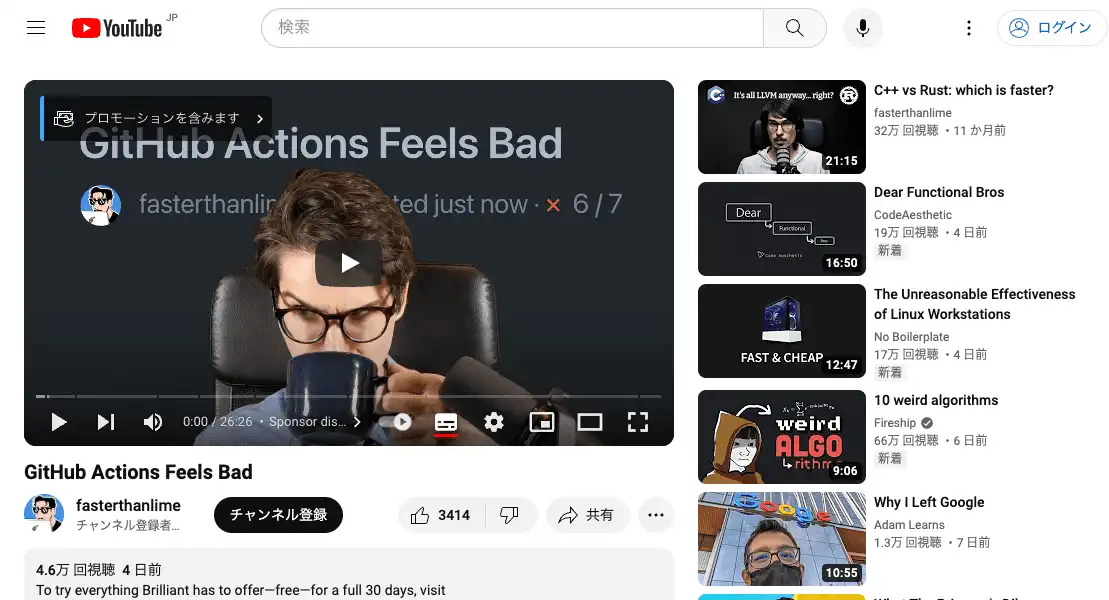 YouTube JP
検索
ログイン
プロモーションを含みます
GitHub Actions Feels Bad
fasterthanlim ted just now · × 6 / 7
0:00 / 26:26 • Sponsor dis...
GitHub Actions Feels Bad
fasterthanlime
チャンネル登録者...
チャンネル登録
3414
共有
4.6万 回視聴 4 日前
To try everything Brilliant has to offer—free—for a full 30 days, visit
It's all LLVM anyway... right?
21:15
C++ vs Rust: which is faster?
fasterthanlime
32万 回視聴 • 11 か月前
Dear
Functional
Bros
Code Aesthetic
16:50
Dear Functional Bros
CodeAesthetic
19万 回視聴 • 4 日前
新着
FAST & CHEAP
12:47
The Unreasonable Effectiveness
of Linux Workstations
No Boilerplate
17万 回視聴 • 4 日前
新着
weird
ALGO
rithms
9:06
10 weird algorithms
Fireship
66万 回視聴 • 6 日前
新着
Google
10:55
Why I Left Google
Adam Learns
1.3万 回視聴 • 7 日前